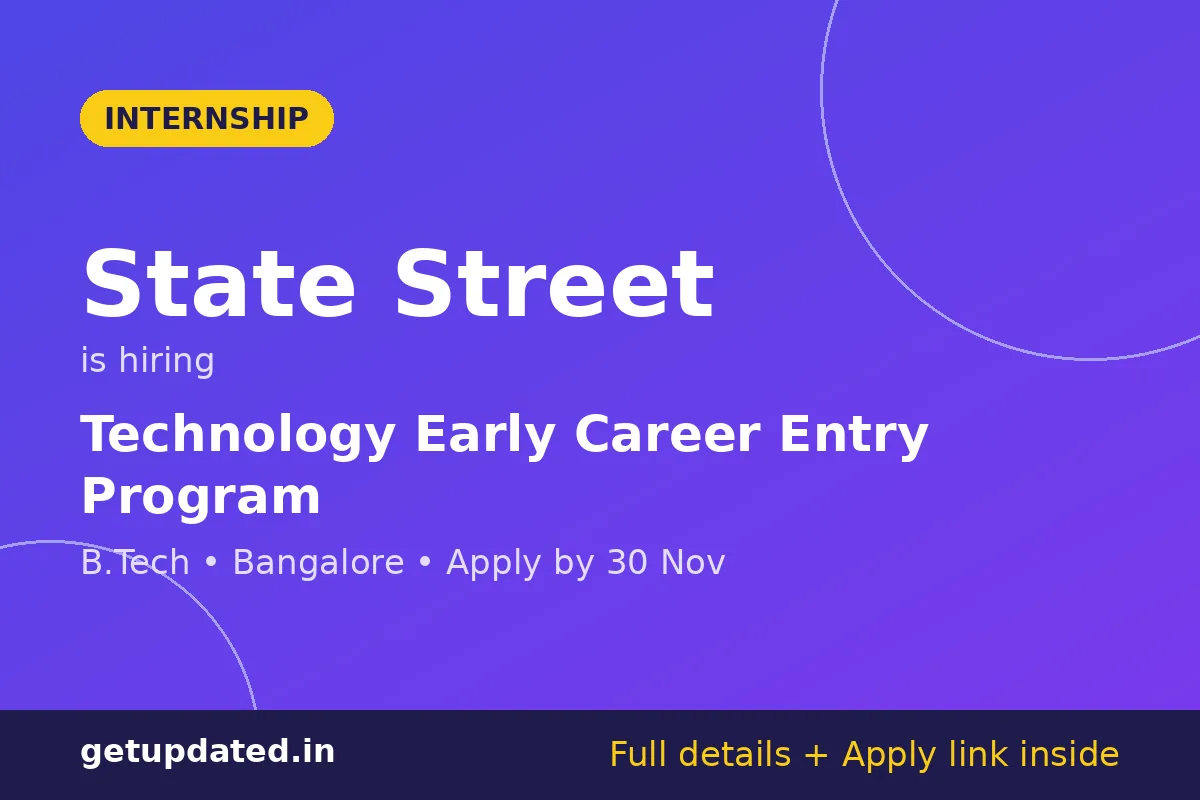 INTERNSHIP
State Street
is hiring
Technology Early Career Entry
Program
B.Tech • Bangalore • Apply by 30 Nov
getupdated.in
Full details + Apply link inside